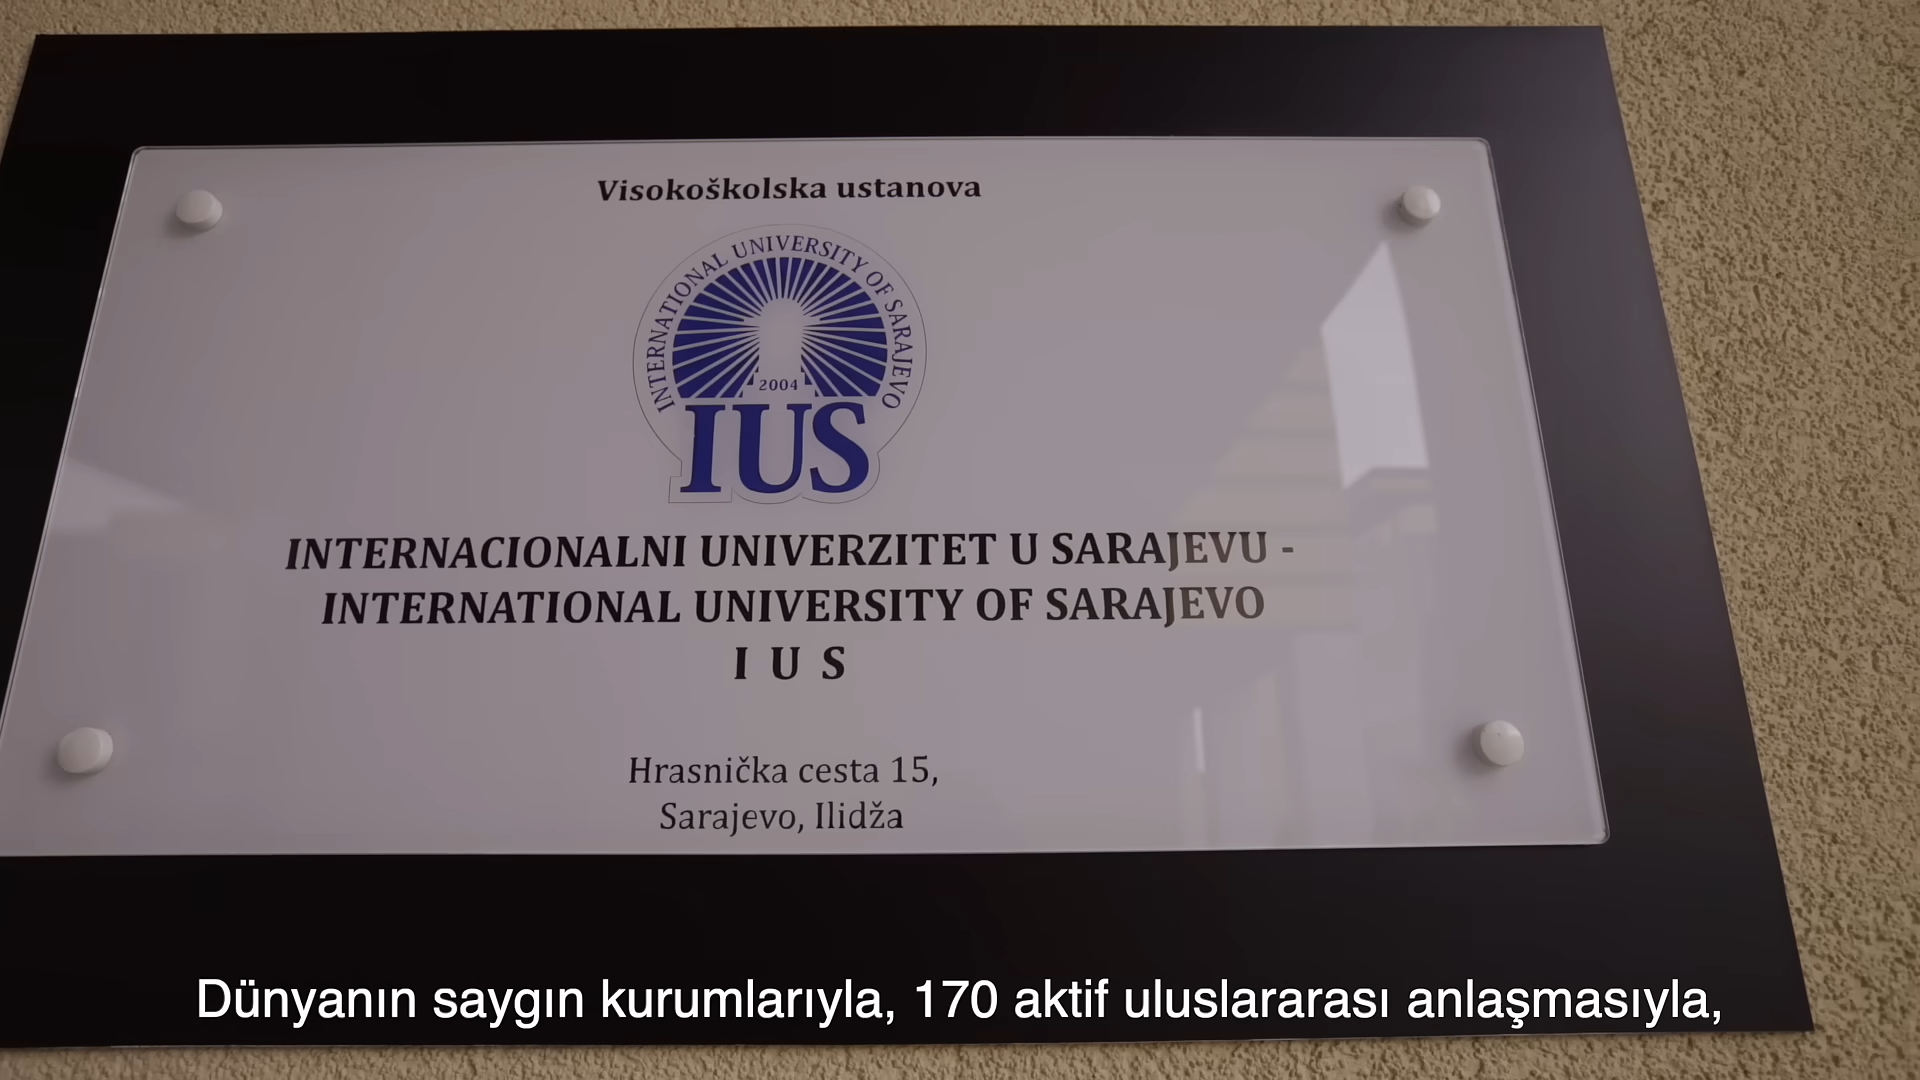 Visokoškolska ustanova
INTERNATIONAL UNIVERSITY OF SARAJEVO
2004
IUS
INTERNACIONALNI UNIVERZITET U SARAJEVU -
INTERNATIONAL UNIVERSITY OF SARAJEVO
I U S
Hrasnička cesta 15,
Sarajevo, Ilidža
Dünyanın saygın kurumlarıyla, 170 aktif uluslararası anlaşmasıyla,